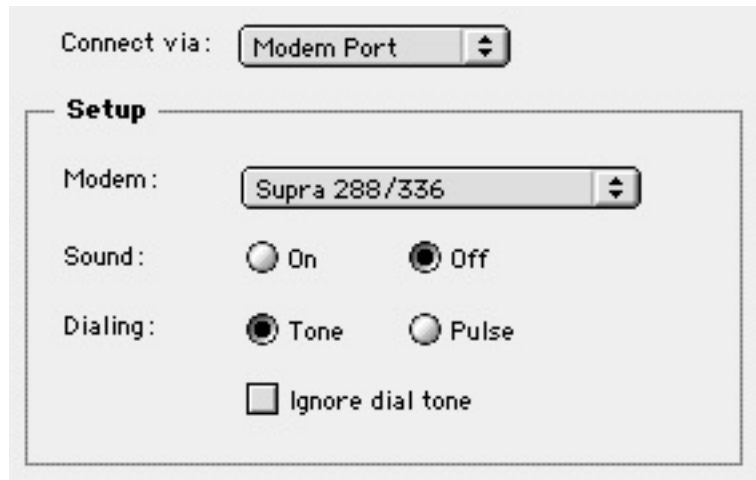 Connect via: Modem Port
Setup
Modem: Supra 288/336
Sound: On Off
Dialing: Tone Pulse
Ignore dial tone